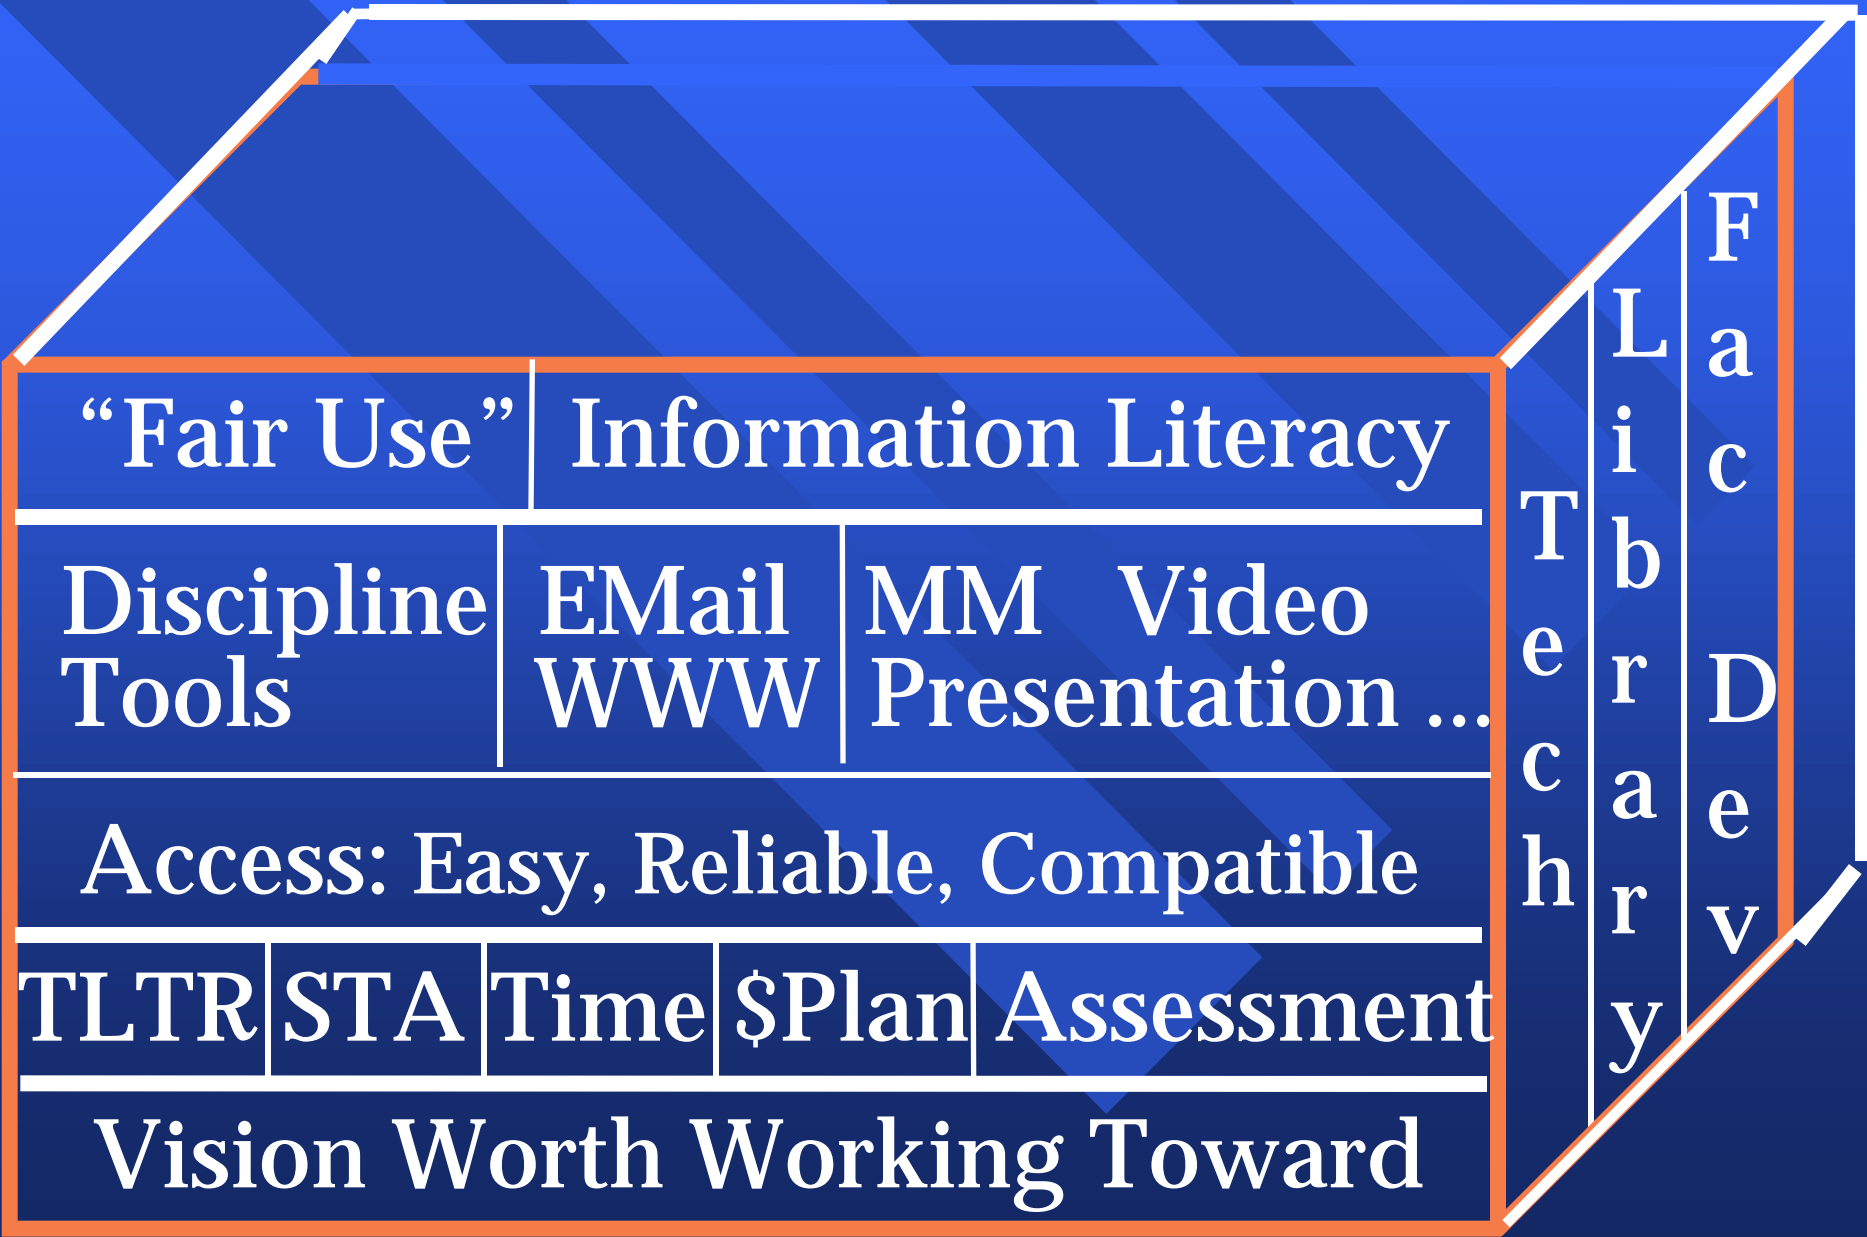 “Fair Use” Information Literacy
Discipline Tools
EMail WWW
MM Video
Presentation ...
Access: Easy, Reliable, Compatible
TLTR STA Time $Plan Assessment
Vision Worth Working Toward
Tech
Library
Fac Dev